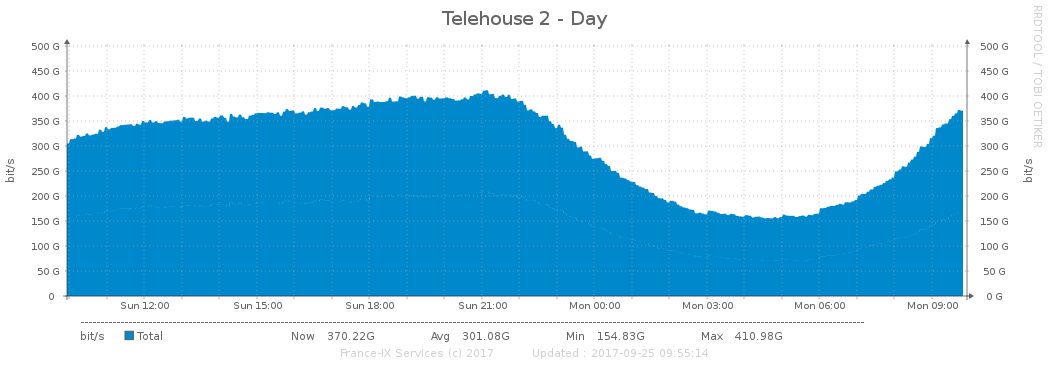 Telehouse 2 - Day
RRDTOOL / TOBI OETIKER
500 G 500 G
450 G 450 G
400 G 400 G
350 G 350 G
300 G 300 G
250 G 250 G
200 G 200 G
150 G 150 G
100 G 100 G
50 G 50 G
0 0 G
bit/s bit/s
Sun 12:00 Sun 15:00 Sun 18:00 Sun 21:00 Mon 00:00 Mon 03:00 Mon 06:00 Mon 09:00
bit/s Total Now 370.22G Avg 301.08G Min 154.83G Max 410.98G
France-IX Services (c) 2017 Updated : 2017-09-25 09:55:14